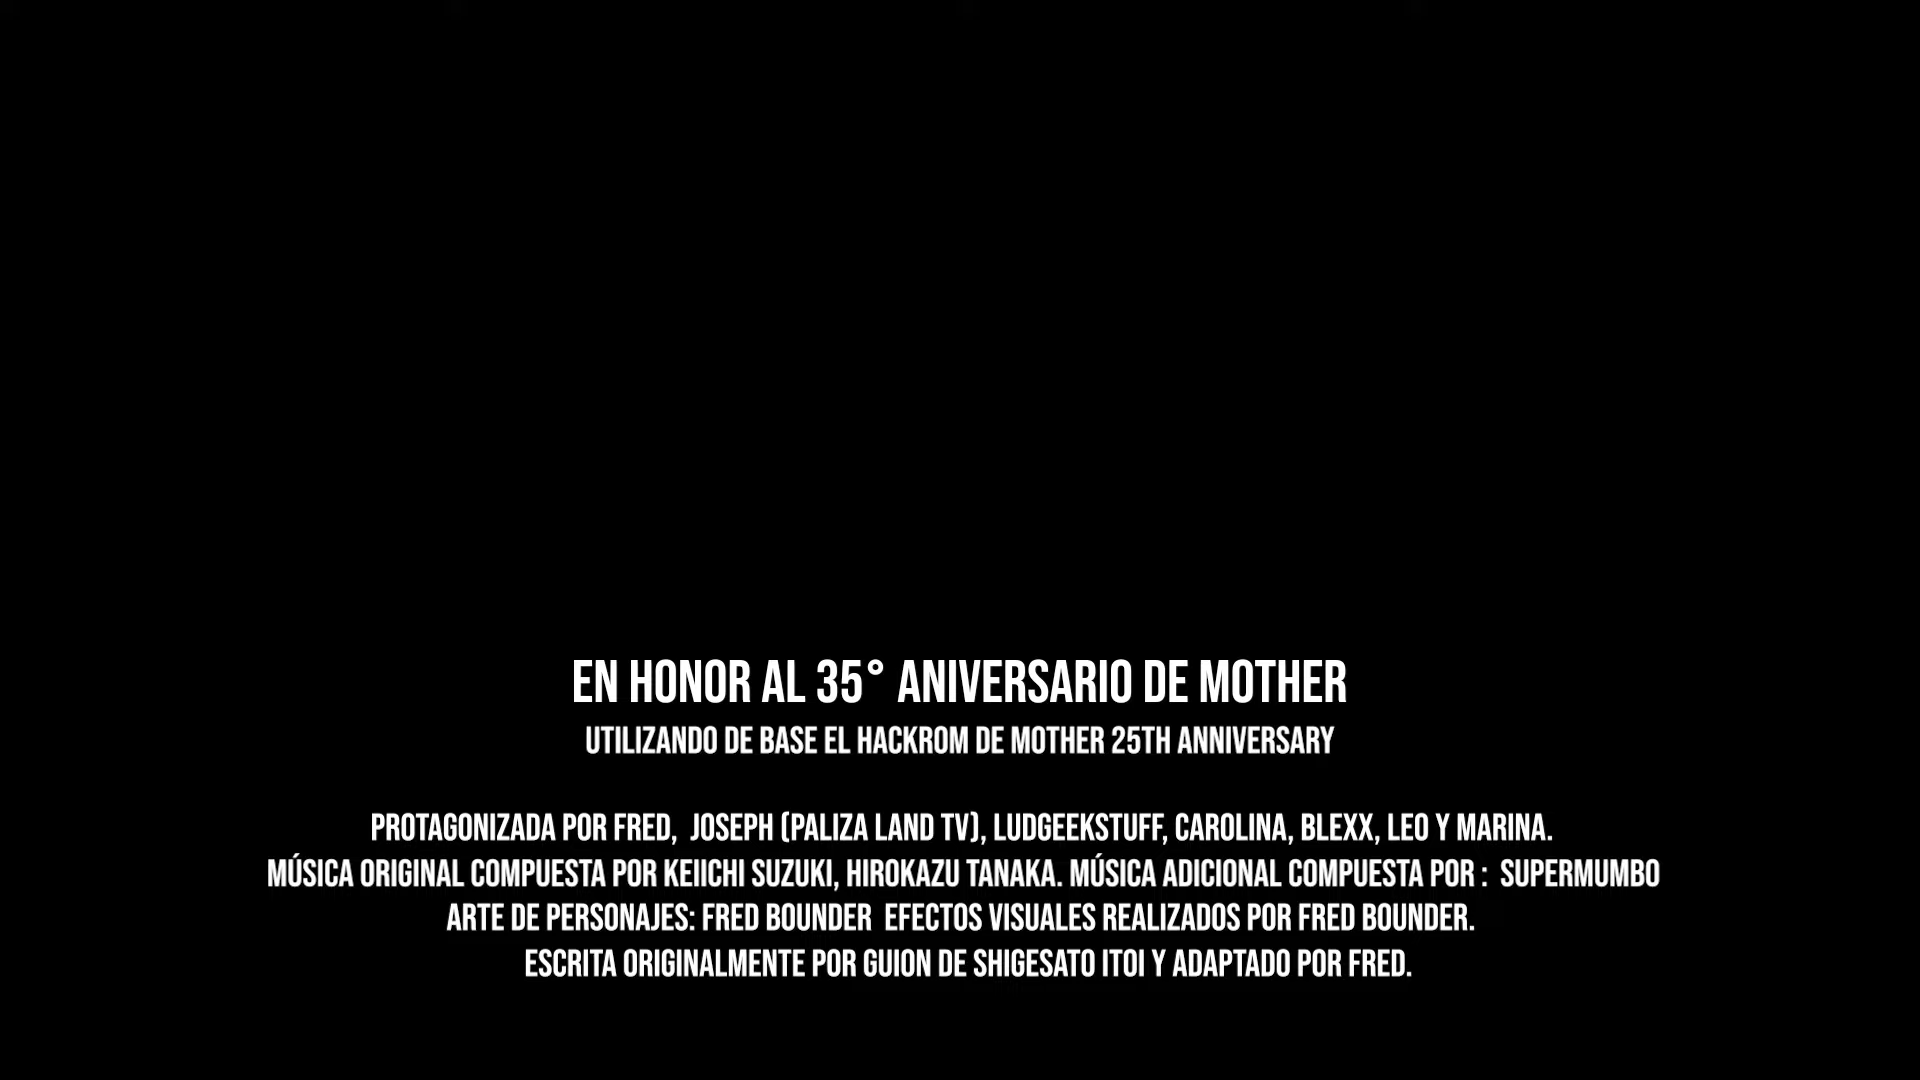 EN HONOR AL 35° ANIVERSARIO DE MOTHER
UTILIZANDO DE BASE EL HACKROM DE MOTHER 25TH ANNIVERSARY
PROTAGONIZADA POR FRED,  JOSEPH (PALIZA LAND TV), LUDGEEKSTUFF, CAROLINA, BLEXX, LEO Y MARINA.
MÚSICA ORIGINAL COMPUESTA POR KEIICHI SUZUKI, HIROKAZU TANAKA. MÚSICA ADICIONAL COMPUESTA POR :  SUPERMUMBO
ARTE DE PERSONAJES: FRED BOUNDER  EFECTOS VISUALES REALIZADOS POR FRED BOUNDER.
ESCRITA ORIGINALMENTE POR GUION DE SHIGESATO ITOI Y ADAPTADO POR FRED.